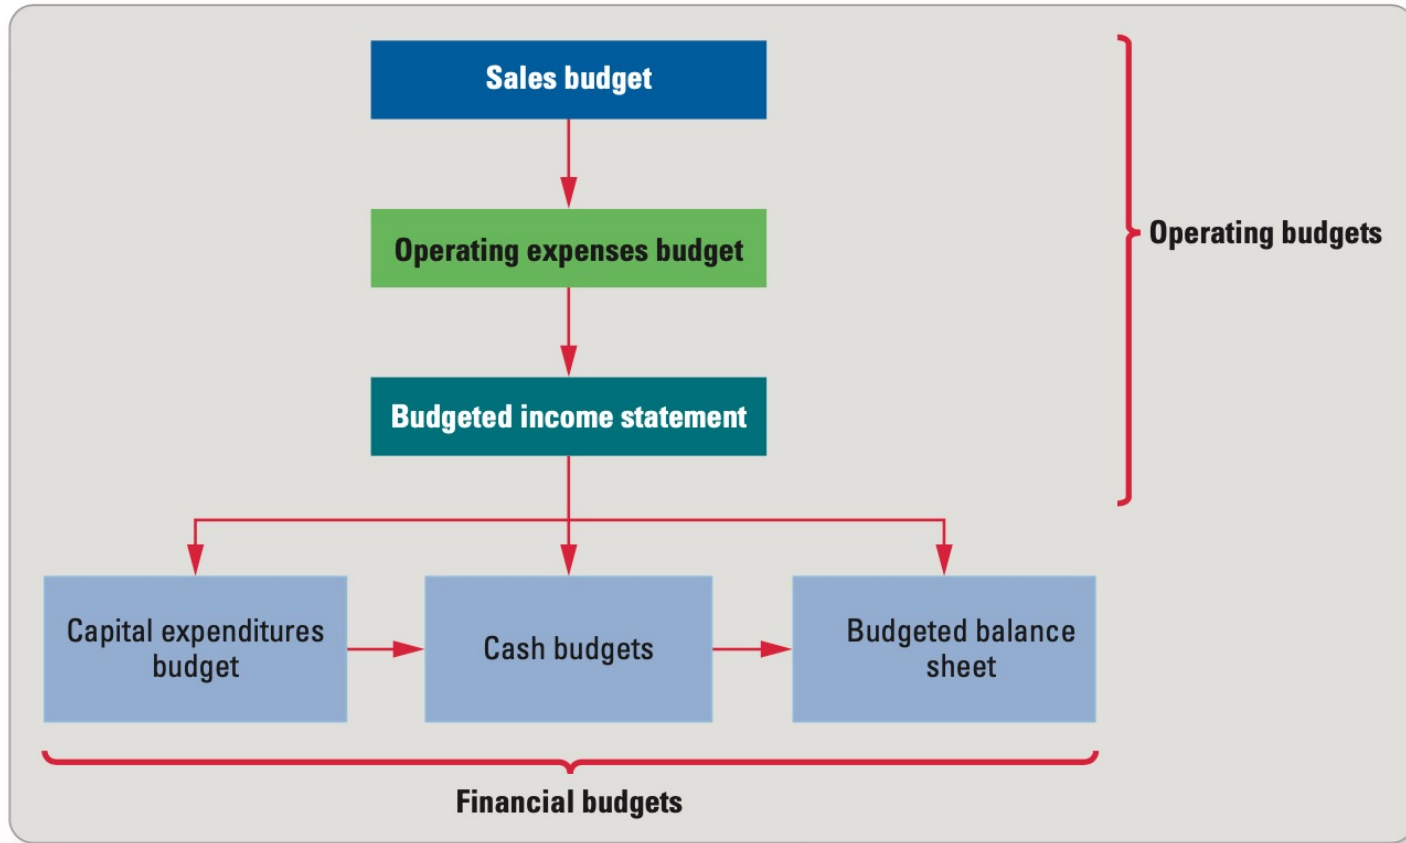 Sales budget
Operating expenses budget
Operating budgets
Budgeted income statement
Capital expenditures
budget
Cash budgets
Budgeted balance
sheet
Financial budgets